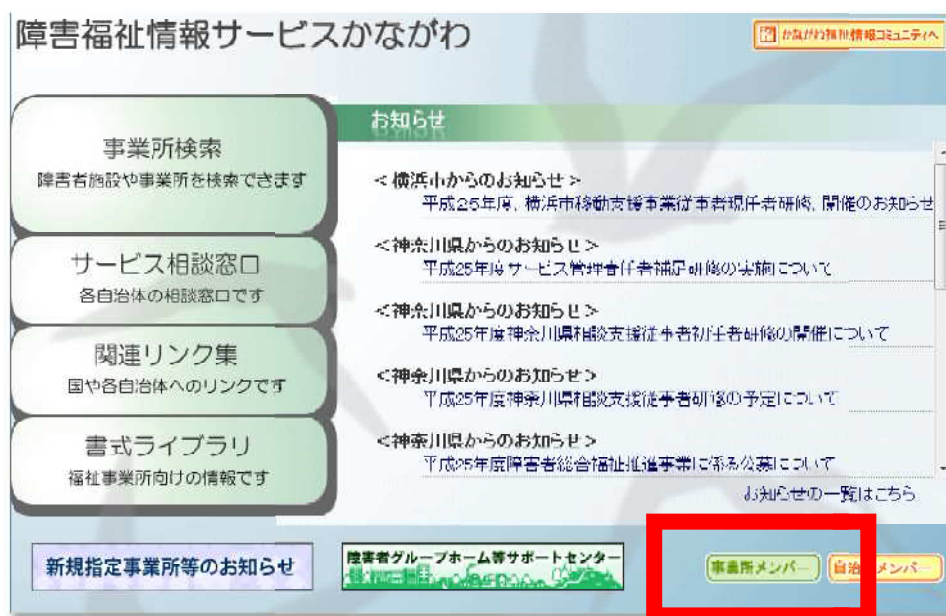 障害福祉情報サービスかながわ
かながわ福祉情報コミュニティへ
事業所検索
障害者施設や事業所を検索できます
サービス相談窓口
各自治体の相談窓口です
関連リンク集
国や各自治体へのリンクです
書式ライブラリ
福祉事業所向けの情報です
お知らせ
<横浜市からのお知らせ>
平成25年度、横浜市移動支援事業従事者現任者研修、開催のお知らせ
<神奈川県からのお知らせ>
平成25年度サービス管理責任者補足研修の実施について
<神奈川県からのお知らせ>
平成25年度神奈川県相談支援従事者初任者研修の開催について
<神奈川県からのお知らせ>
平成25年度神奈川県相談支援従事者研修の予定について
<神奈川県からのお知らせ>
平成25年度障害者総合福祉推進事業に係る公募について
お知らせの一覧はこちら
新規指定事業所等のお知らせ
障害者グループホーム等サポートセンター
事業所メンバー
自治 メンバー